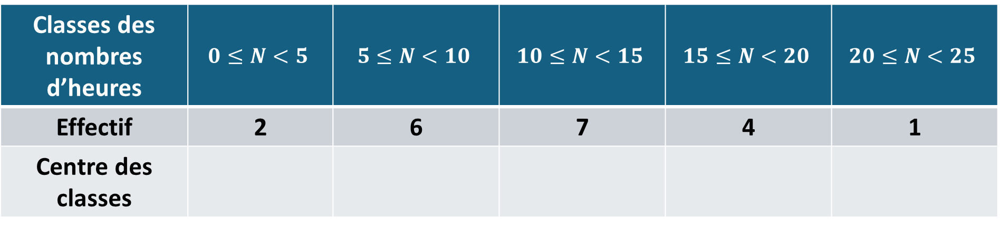 Classes des
nombres
d’heures
0 ≤ N < 5
5 ≤ N < 10
10 ≤ N < 15
15 ≤ N < 20
20 ≤ N < 25
Effectif
2
6
7
4
1
Centre des
classes